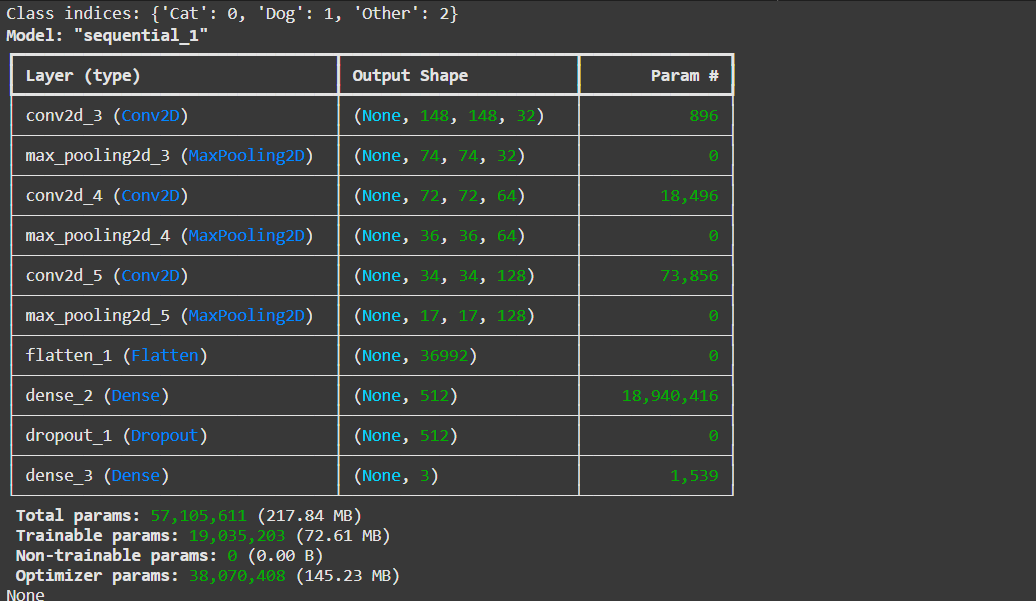 Class indices: {'Cat': 0, 'Dog': 1, 'Other': 2}
Model: "sequential_1"
Layer (type) Output Shape Param #
conv2d_3 (Conv2D) (None, 148, 148, 32) 896
max_pooling2d_3 (MaxPooling2D) (None, 74, 74, 32) 0
conv2d_4 (Conv2D) (None, 72, 72, 64) 18,496
max_pooling2d_4 (MaxPooling2D) (None, 36, 36, 64) 0
conv2d_5 (Conv2D) (None, 34, 34, 128) 73,856
max_pooling2d_5 (MaxPooling2D) (None, 17, 17, 128) 0
flatten_1 (Flatten) (None, 36992) 0
dense_2 (Dense) (None, 512) 18,940,416
dropout_1 (Dropout) (None, 512) 0
dense_3 (Dense) (None, 3) 1,539
Total params: 57,105,611 (217.84 MB)
Trainable params: 19,035,203 (72.61 MB)
Non-trainable params: 0 (0.00 B)
Optimizer params: 38,070,408 (145.23 MB)
None